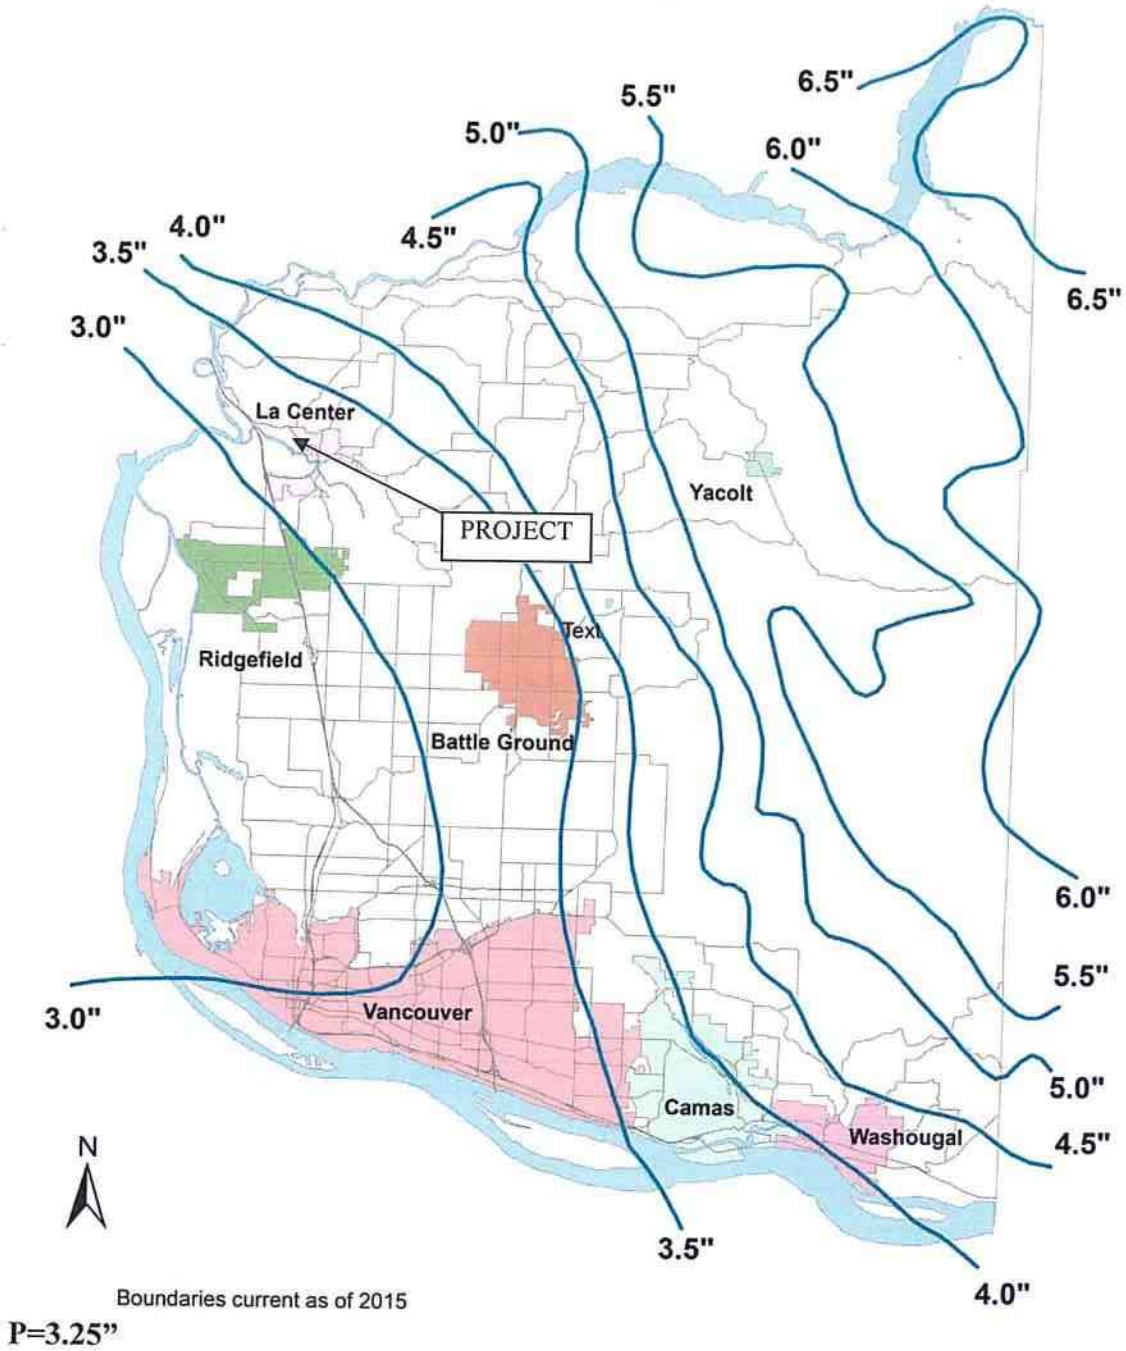 6.5"
5.5"
5.0"
6.0"
4.0"
4.5"
3.5"
6.5"
3.0"
La Center
Yacolt
PROJECT
Text
Ridgefield
Battle Ground
6.0"
5.5"
Vancouver
3.0"
5.0"
Camas
Washougal
4.5"
N
3.5"
4.0"
Boundaries current as of 2015
P=3.25”